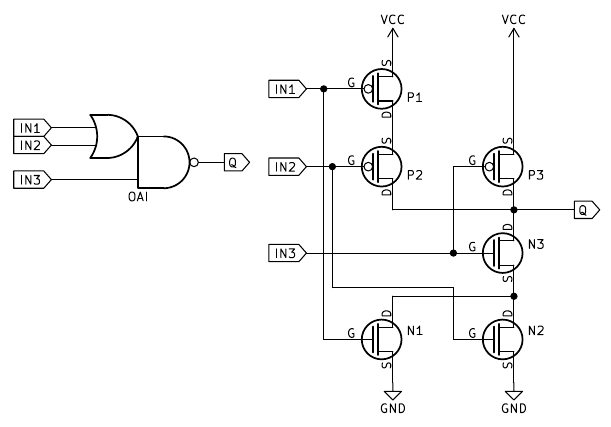 VCC VCC
S
IN1 G P1
D
IN1
IN2 Q
IN3
OAI
S S
IN2 G P2 G P3
D D
Q
D
IN3 G N3
S
D D
G N1 G N2
S S
GND GND